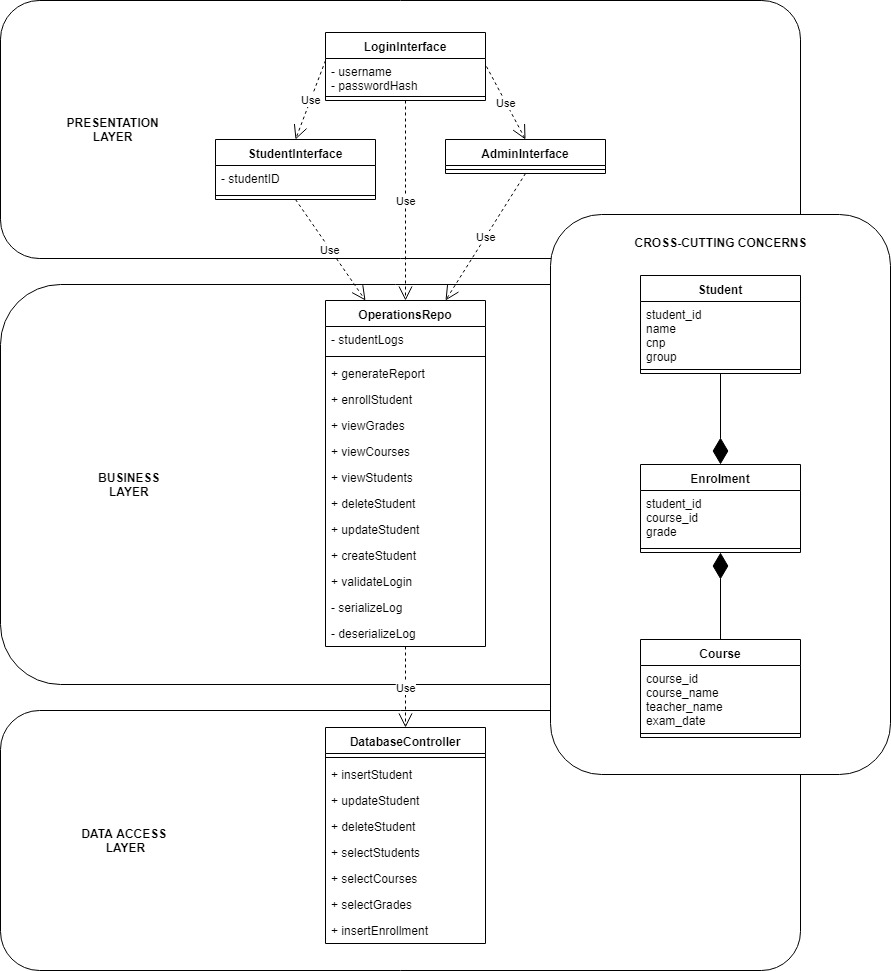 LoginInterface
- username
- passwordHash
Use
Use
PRESENTATION
LAYER
StudentInterface
- studentID
AdminInterface
Use
Use
Use
CROSS-CUTTING CONCERNS
Student
student_id
name
cnp
group
OperationsRepo
- studentLogs
+ generateReport
+ enrollStudent
+ viewGrades
+ viewCourses
+ viewStudents
+ deleteStudent
+ updateStudent
+ createStudent
+ validateLogin
- serializeLog
- deserializeLog
BUSINESS
LAYER
Enrolment
student_id
course_id
grade
Course
course_id
course_name
teacher_name
exam_date
Use
DatabaseController
+ insertStudent
+ updateStudent
+ deleteStudent
+ selectStudents
+ selectCourses
+ selectGrades
+ insertEnrollment
DATA ACCESS
LAYER